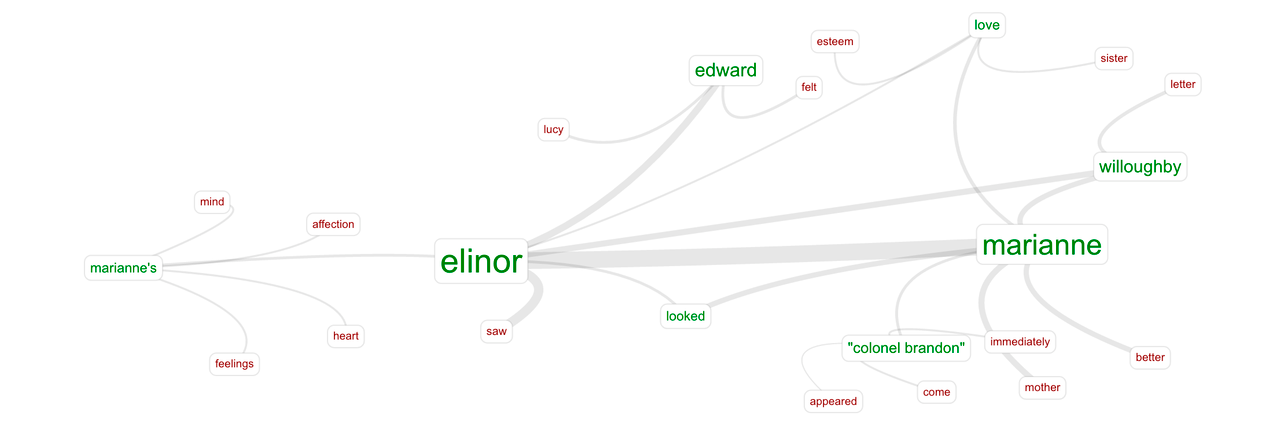 love
esteem
sister
edward
letter
felt
lucy
willoughby
mind
affection
marianne
elinor
marianne's
looked
saw
heart
immediately
"colonel brandon"
better
feelings
mother
come
appeared